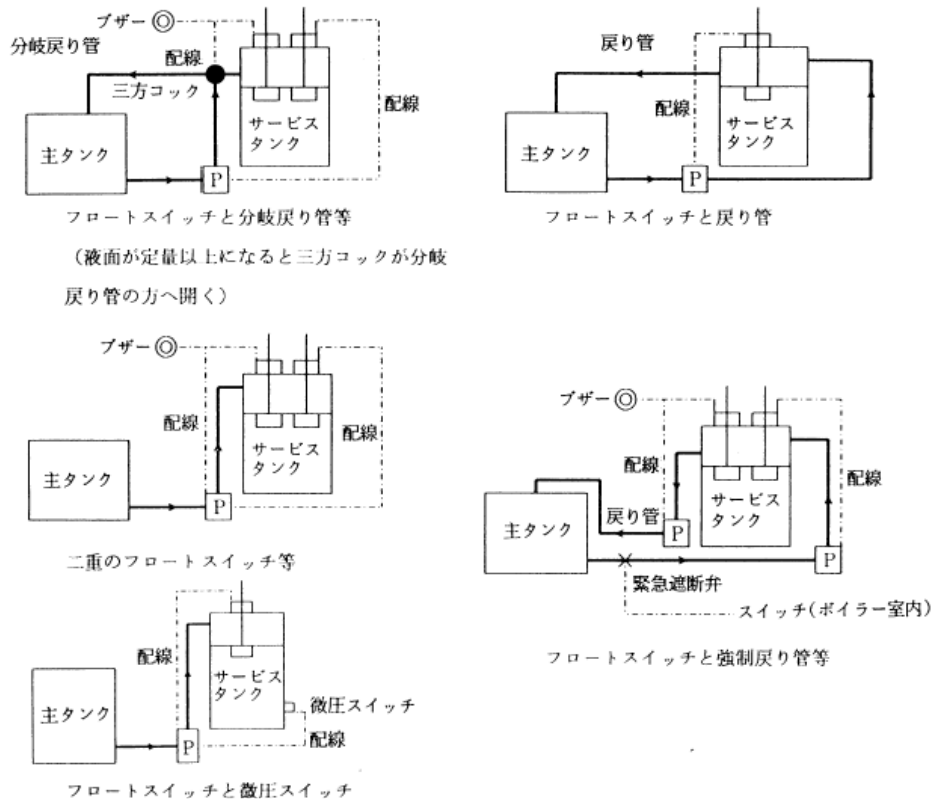 ブザー
分岐戻り管
配線
三方コック
配線
サービス
タンク
主タンク
P
フロートスイッチと分岐戻り管等
(液面が定量以上になると三方コックが分岐
戻り管の方へ開く)
戻り管
配線
サービス
タンク
主タンク
P
フロートスイッチと戻り管
ブザー
配線
配線
サービス
タンク
主タンク
P
二重のフロートスイッチ等
ブザー
配線
配線
サービス
タンク
主タンク
戻り管
P
P
緊急遮断弁
スイッチ(ボイラー室内)
フロートスイッチと強制戻り管等
配線
サービス
タンク
主タンク
微圧スイッチ
P
配線
フロートスイッチと微圧スイッチ